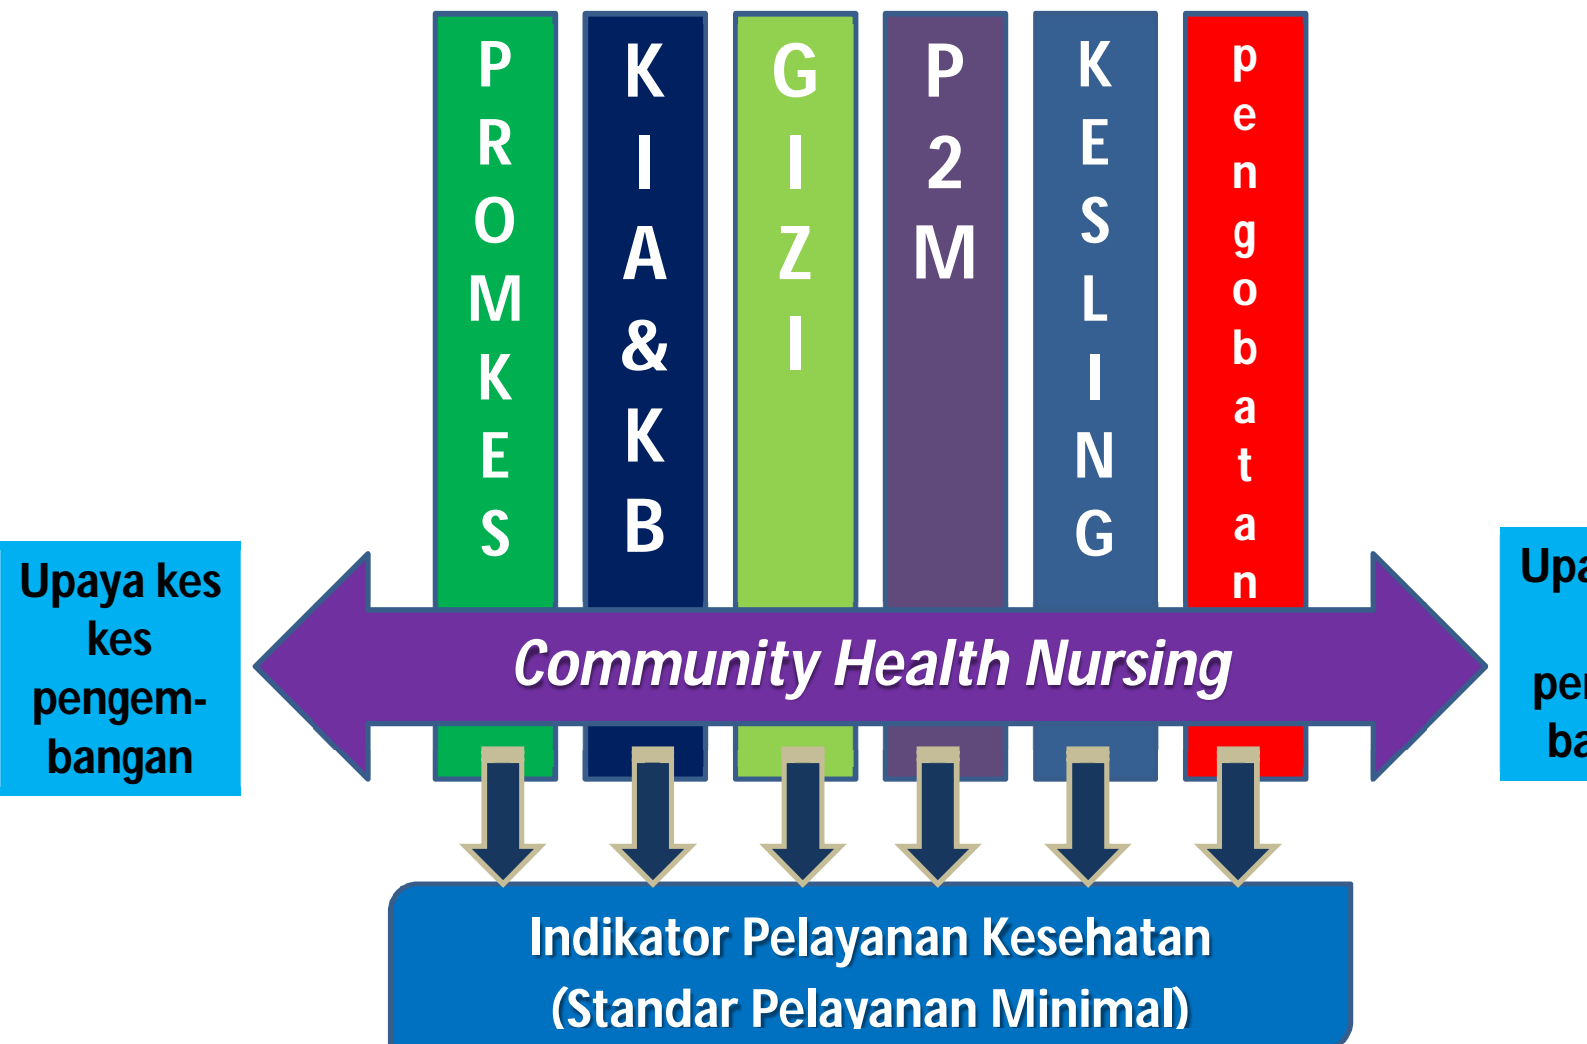 PROMKES
KIA&KB
GIZI
P2M
KESLING
pengobatan
Upaya kes
kes
pengem-
bangan
Community Health Nursing
Indikator Pelayanan Kesehatan
(Standar Pelayanan Minimal)